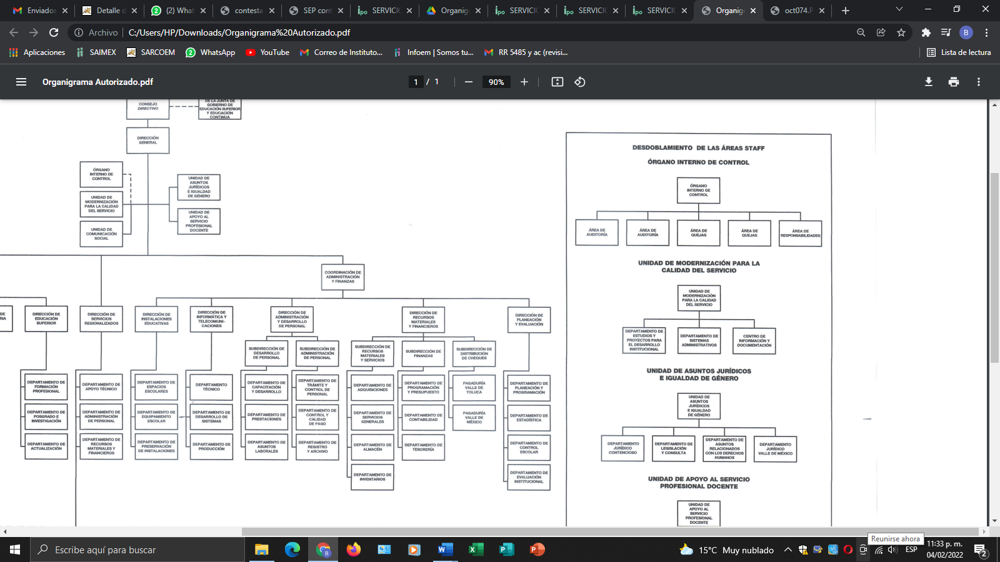 Enviados
Detalle d
(2) What
contesta
SEP cont
SERVICIO
Organigr
SERVICIO
SERVICIO
SERVICIO
Organigr
oct074.P
Archivo
C:/Users/HP/Downloads/Organigrama%20Autorizado.pdf
B
Aplicaciones
SAIMEX
SARCOEM
WhatsApp
YouTube
Correo de Instituto...
Infoem | Somos tu...
RR 5485 y ac (revisi...
Lista de lectura
Organigrama Autorizado.pdf
1 / 1
90%
CONSEJO
DIRECTIVO
DE LA JUNTA DE
GOBIERNO DE
EDUCACIÓN SUPERIOR
Y EDUCACIÓN
CONTINUA
DIRECCIÓN
GENERAL
ÓRGANO
INTERNO DE
CONTROL
UNIDAD DE
MODERNIZACIÓN
PARA LA CALIDAD
DEL SERVICIO
UNIDAD DE
COMUNICACIÓN
SOCIAL
UNIDAD DE
ASUNTOS
JURÍDICOS
E IGUALDAD
DE GÉNERO
UNIDAD DE
APOYO AL
SERVICIO
PROFESIONAL
DOCENTE
COORDINACIÓN DE
ADMINISTRACIÓN
Y FINANZAS
DE
RIA
DIRECCIÓN DE
EDUCACIÓN
SUPERIOR
DIRECCIÓN DE
SERVICIOS
REGIONALIZADOS
DIRECCIÓN DE
INSTALACIONES
EDUCATIVAS
DIRECCIÓN DE
INFORMÁTICA Y
TELECOMUNI-
CACIONES
DIRECCIÓN DE
ADMINISTRACIÓN
Y DESARROLLO
DE PERSONAL
DIRECCIÓN DE
RECURSOS
MATERIALES
Y FINANCIEROS
DIRECCIÓN DE
PLANEACIÓN
Y EVALUACIÓN
SUBDIRECCIÓN DE
DESARROLLO
DE PERSONAL
SUBDIRECCIÓN DE
ADMINISTRACIÓN
DE PERSONAL
SUBDIRECCIÓN DE
RECURSOS
MATERIALES
Y SERVICIOS
SUBDIRECCIÓN DE
FINANZAS
SUBDIRECCIÓN DE
DISTRIBUCIÓN
DE CHEQUES
DEPARTAMENTO DE
FORMACIÓN
PROFESIONAL
DEPARTAMENTO DE
APOYO TÉCNICO
DEPARTAMENTO DE
ESPACIOS
ESCOLARES
DEPARTAMENTO
TÉCNICO
DEPARTAMENTO DE
CAPACITACIÓN
Y DESARROLLO
DEPARTAMENTO DE
TRÁMITE Y
CONTROL DE
PERSONAL
DEPARTAMENTO DE
ADQUISICIONES
DEPARTAMENTO DE
PROGRAMACIÓN
Y PRESUPUESTO
PAGADURÍA
VALLE DE
TOLUCA
DEPARTAMENTO DE
PLANEACIÓN Y
PROGRAMACIÓN
DEPARTAMENTO DE
POSGRADO E
INVESTIGACIÓN
DEPARTAMENTO DE
ADMINISTRACIÓN
DE PERSONAL
DEPARTAMENTO DE
EQUIPAMIENTO
ESCOLAR
DEPARTAMENTO DE
DESARROLLO DE
SISTEMAS
DEPARTAMENTO DE
PRESTACIONES
DEPARTAMENTO DE
CONTROL Y
CALIDAD
DE PAGO
DEPARTAMENTO DE
SERVICIOS
GENERALES
DEPARTAMENTO DE
CONTABILIDAD
PAGADURÍA
VALLE DE
MÉXICO
DEPARTAMENTO DE
ESTADÍSTICA
DEPARTAMENTO DE
ACTUALIZACIÓN
DEPARTAMENTO DE
RECURSOS
MATERIALES Y
FINANCIEROS
DEPARTAMENTO DE
PRESERVACIÓN
DE INSTALACIONES
DEPARTAMENTO DE
PRODUCCIÓN
DEPARTAMENTO DE
ASUNTOS
LABORALES
DEPARTAMENTO DE
REGISTRO
Y ARCHIVO
DEPARTAMENTO DE
ALMACÉN
DEPARTAMENTO DE
TESORERÍA
DEPARTAMENTO DE
CONTROL
ESCOLAR
DEPARTAMENTO DE
INVENTARIOS
DEPARTAMENTO DE
EVALUACIÓN
INSTITUCIONAL
DESDOBLAMIENTO DE LAS ÁREAS STAFF
ÓRGANO INTERNO DE CONTROL
ÓRGANO
INTERNO DE
CONTROL
ÁREA DE
AUDITORÍA
ÁREA DE
AUDITORÍA
ÁREA DE
QUEJAS
ÁREA DE
QUEJAS
ÁREA DE
RESPONSABILIDADES
UNIDAD DE MODERNIZACIÓN PARA LA
CALIDAD DEL SERVICIO
UNIDAD DE
MODERNIZACIÓN
PARA LA CALIDAD
DEL SERVICIO
DEPARTAMENTO DE
ESTUDIOS Y
PROYECTOS PARA
EL DESARROLLO
INSTITUCIONAL
DEPARTAMENTO DE
SISTEMAS
ADMINISTRATIVOS
CENTRO DE
INFORMACIÓN Y
DOCUMENTACIÓN
UNIDAD DE ASUNTOS JURÍDICOS
E IGUALDAD DE GÉNERO
UNIDAD DE
ASUNTOS
JURÍDICOS
E IGUALDAD
DE GÉNERO
DEPARTAMENTO
JURÍDICO
CONTENCIOSO
DEPARTAMENTO DE
LEGISLACIÓN
Y CONSULTA
DEPARTAMENTO DE
ASUNTOS
RELACIONADOS
CON LOS DERECHOS
HUMANOS
DEPARTAMENTO
JURÍDICO
VALLE DE MÉXICO
UNIDAD DE APOYO AL SERVICIO
PROFESIONAL DOCENTE
UNIDAD DE
APOYO AL
SERVICIO
PROFESIONAL
DOCENTE
Reunirse ahora
Escribe aquí para buscar
15°C Muy nublado
ESP
11:33 p. m.
04/02/2022
2